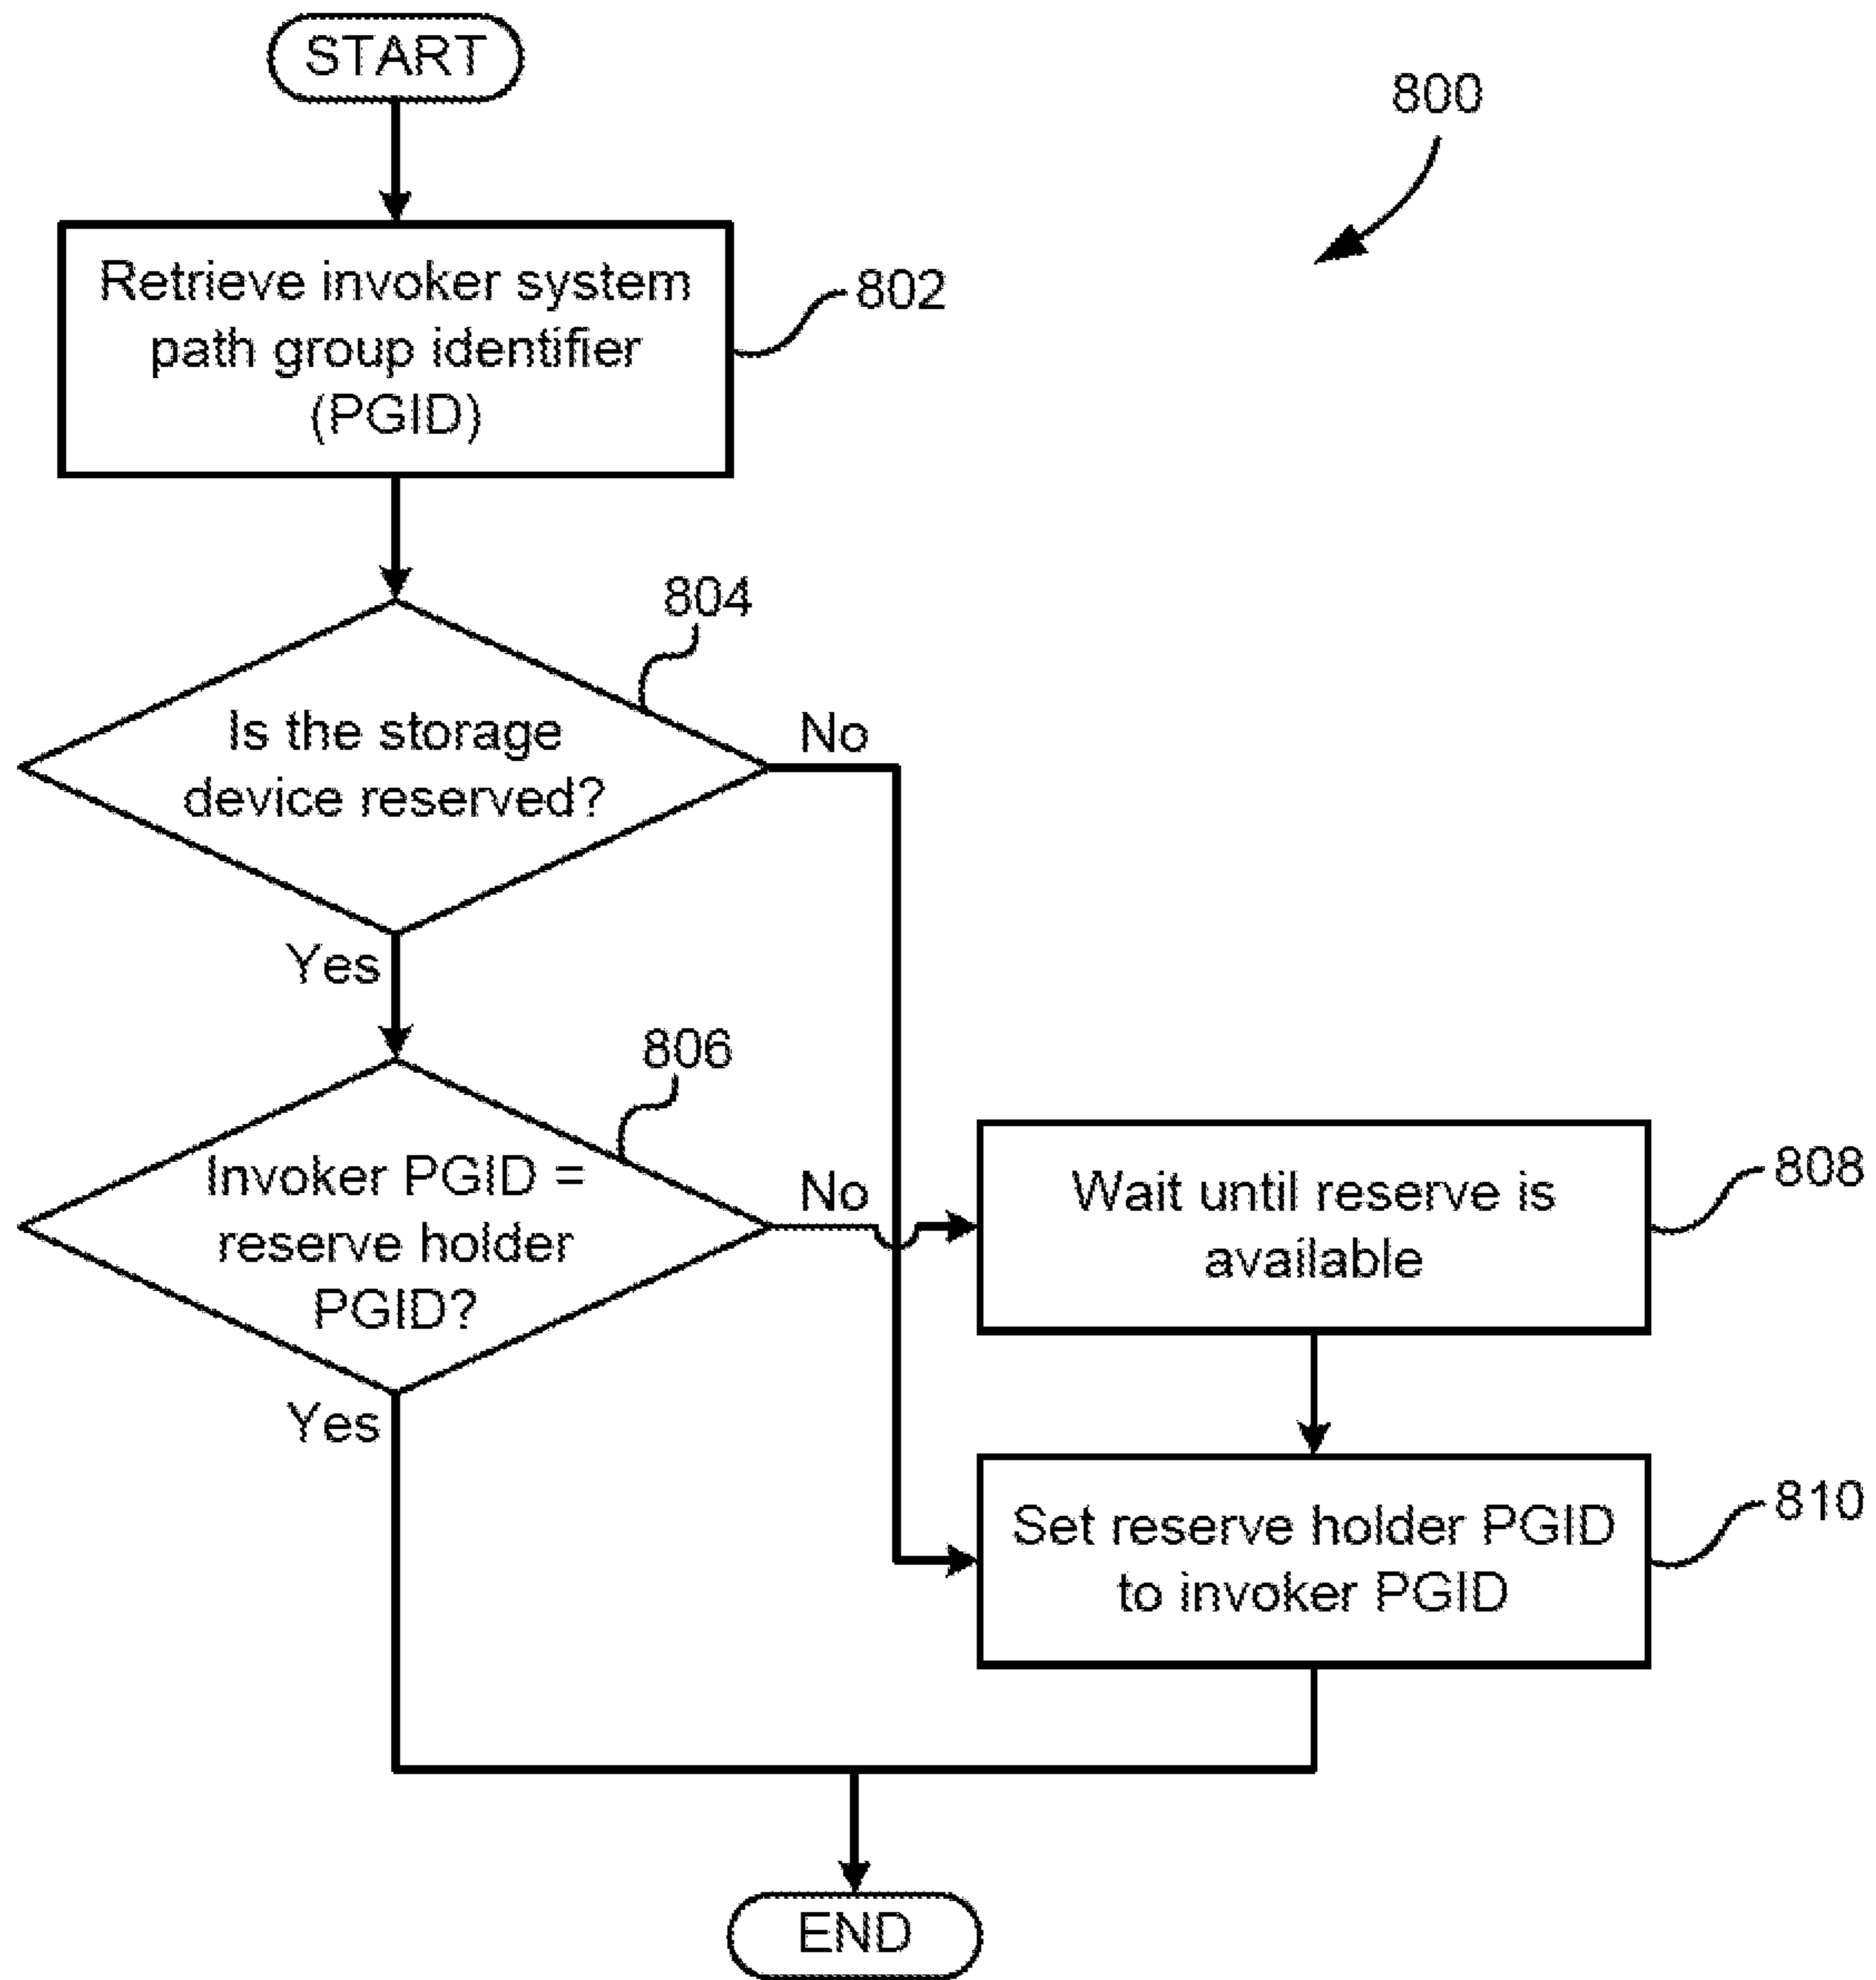 START
800
Retrieve invoker system
path group identifier
(PGID)
802
804
Is the storage
device reserved?
No
Yes
806
Invoker PGID =
reserve holder
PGID?
No
Yes
Wait until reserve is
available
808
Set reserve holder PGID
to invoker PGID
810
END